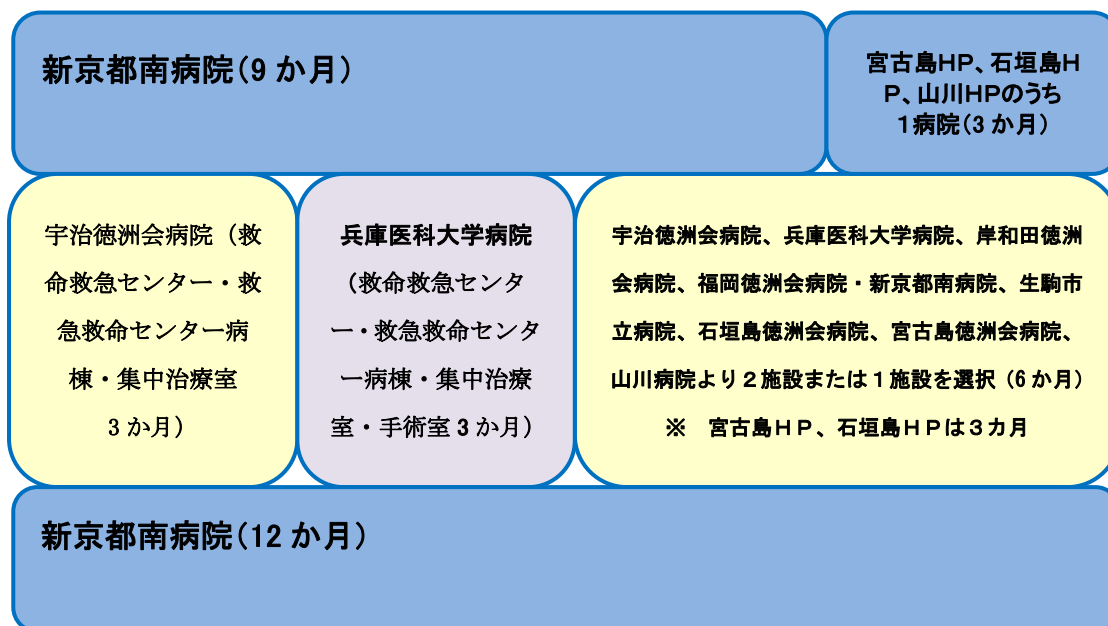 新京都南病院（9 か月）
宮古島HP、石垣島H
P、山川HPのうち
1病院（3 か月）
宇治徳洲会病院（救
命救急センター・救
急救命センター病
棟・集中治療室
3 か月）
兵庫医科大学病院
（救命救急センタ
ー・救急救命センタ
ー病棟・集中治療
室・手術室 3 か月）
宇治徳洲会病院、兵庫医科大学病院、岸和田徳洲
会病院、福岡徳洲会病院・新京都南病院、生駒市
立病院、石垣島徳洲会病院、宮古島徳洲会病院、
山川病院より２施設または１施設を選択（6 か月）
※　宮古島ＨＰ、石垣島ＨＰは３カ月
新京都南病院（12 か月）